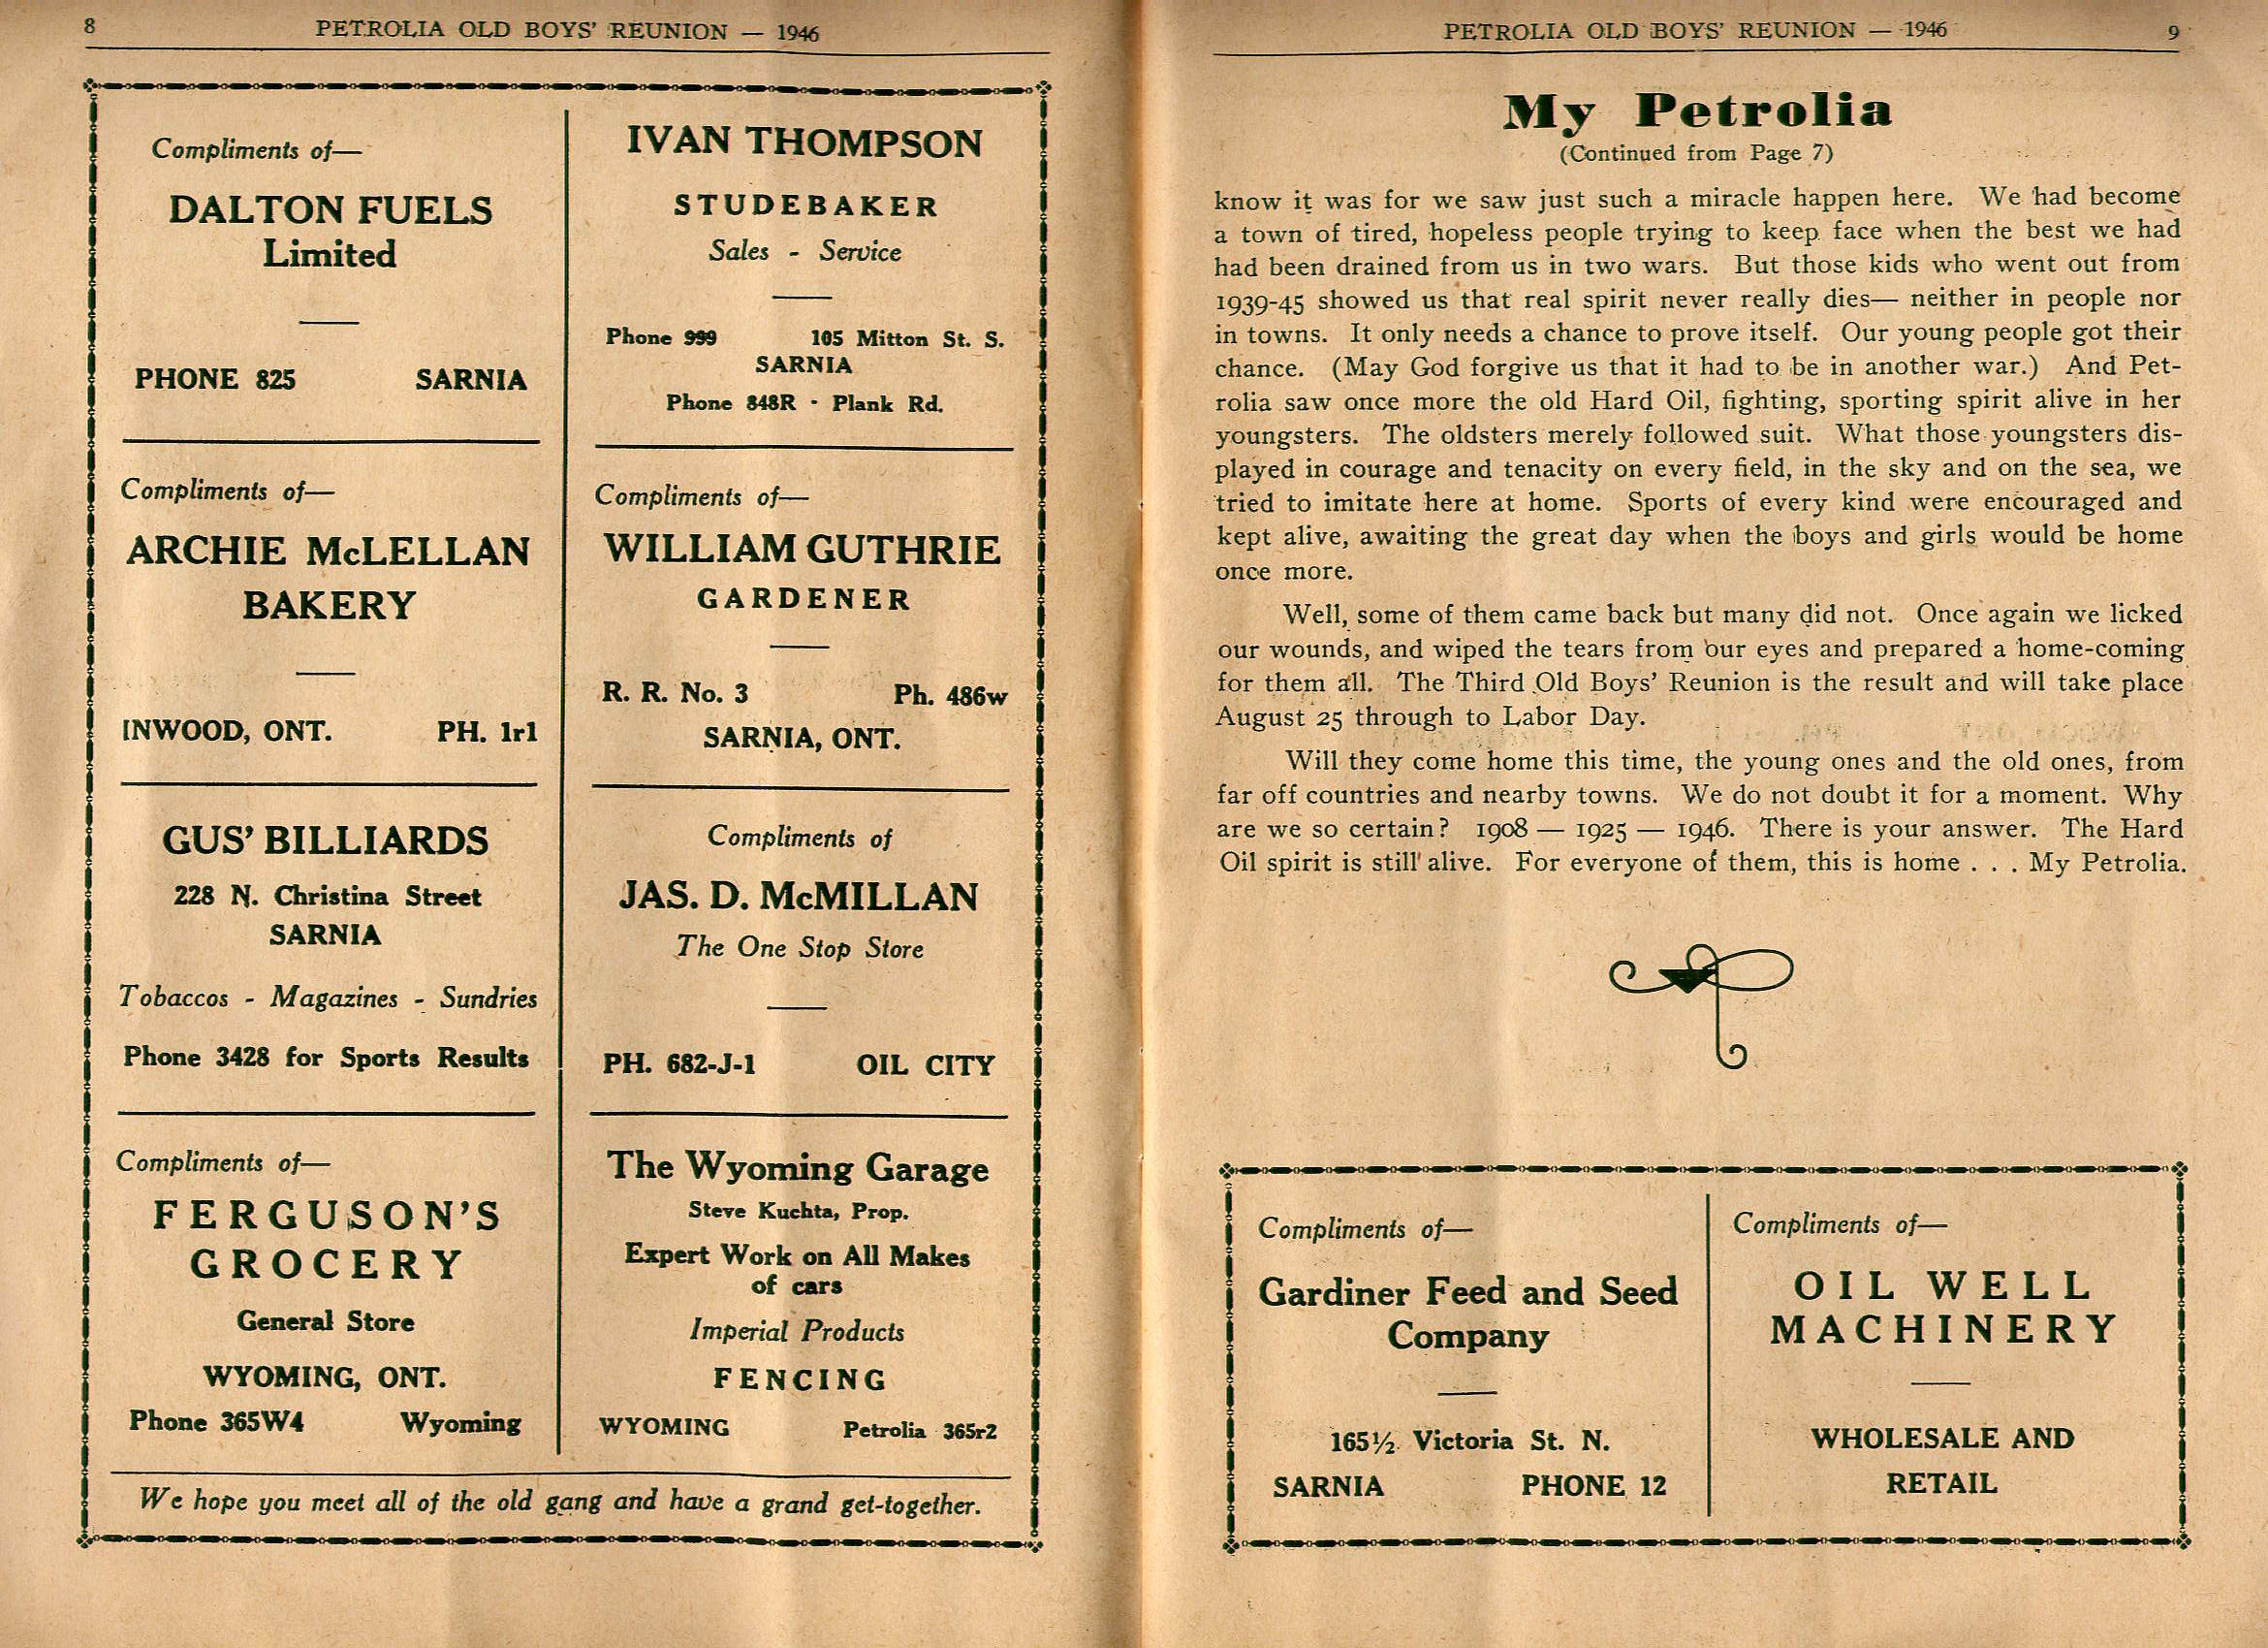 8
PETROLIA OLD BOYS' REUNION — 1946
Compliments of—
DALTON FUELS
Limited
PHONE 825 SARNIA
Compliments of—
ARCHIE McLELLAN
BAKERY
INWOOD, ONT. PH. 1r1
GUS' BILLIARDS
228 N. Christina Street
SARNIA
Tobaccos - Magazines - Sundries
Phone 3428 for Sports Results
Compliments of—
FERGUSON'S
GROCERY
General Store
WYOMING, ONT.
Phone 365W4 Wyoming
IVAN THOMPSON
STUDEBAKER
Sales - Service
Phone 999 105 Mitton St. S.
SARNIA
Phone 848R - Plank Rd.
Compliments of—
WILLIAM GUTHRIE
GARDENER
R. R. No. 3 Ph. 486w
SARNIA, ONT.
Compliments of
JAS. D. McMILLAN
The One Stop Store
PH. 682-J-1 OIL CITY
The Wyoming Garage
Steve Kuchta, Prop.
Expert Work on All Makes
of cars
Imperial Products
FENCING
WYOMING Petrolia 365r2
We hope you meet all of the old gang and have a grand get-together.
PETROLIA OLD BOYS' REUNION — 1946
9
My Petrolia
(Continued from Page 7)
know it was for we saw just such a miracle happen here. We had become
a town of tired, hopeless people trying to keep face when the best we had
had been drained from us in two wars. But those kids who went out from
1939-45 showed us that real spirit never really dies— neither in people nor
in towns. It only needs a chance to prove itself. Our young people got their
chance. (May God forgive us that it had to be in another war.) And Pet-
rolia saw once more the old Hard Oil, fighting, sporting spirit alive in her
youngsters. The oldsters merely followed suit. What those youngsters dis-
played in courage and tenacity on every field, in the sky and on the sea, we
tried to imitate here at home. Sports of every kind were encouraged and
kept alive, awaiting the great day when the boys and girls would be home
once more.
Well, some of them came back but many did not. Once again we licked
our wounds, and wiped the tears from our eyes and prepared a home-coming
for them all. The Third Old Boys' Reunion is the result and will take place
August 25 through to Labor Day.
Will they come home this time, the young ones and the old ones, from
far off countries and nearby towns. We do not doubt it for a moment. Why
are we so certain? 1908 — 1925 — 1946. There is your answer. The Hard
Oil spirit is still alive. For everyone of them, this is home . . . My Petrolia.
Compliments of—
Gardiner Feed and Seed
Company
165½ Victoria St. N.
SARNIA PHONE 12
Compliments of—
OIL WELL
MACHINERY
WHOLESALE AND
RETAIL